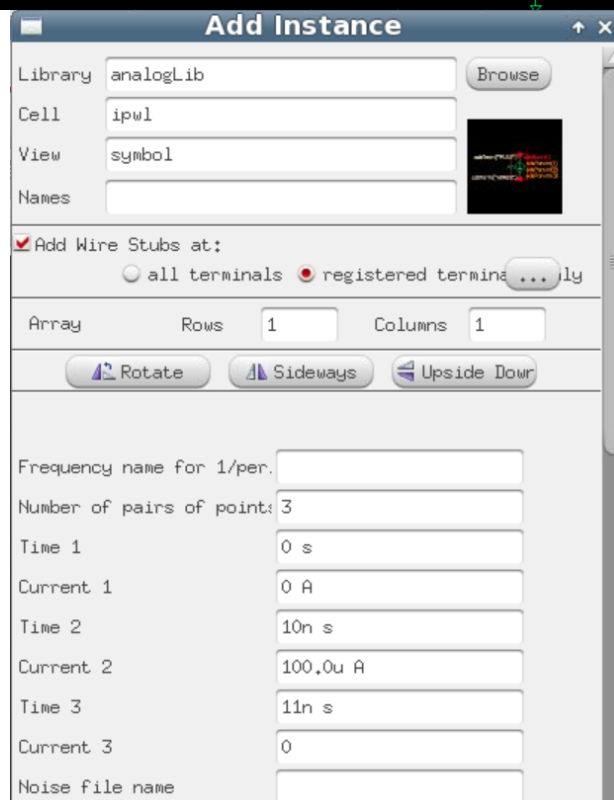 Add Instance
Library analogLib Browse
Cell ipwl
View symbol
Names
Add Wire Stubs at:
all terminals registered termina ... ly
Array Rows 1 Columns 1
Rotate Sideways Upside Dowr
Frequency name for 1/per.
Number of pairs of point: 3
Time 1 0 s
Current 1 0 A
Time 2 10n s
Current 2 100.0u A
Time 3 11n s
Current 3 0
Noise file name